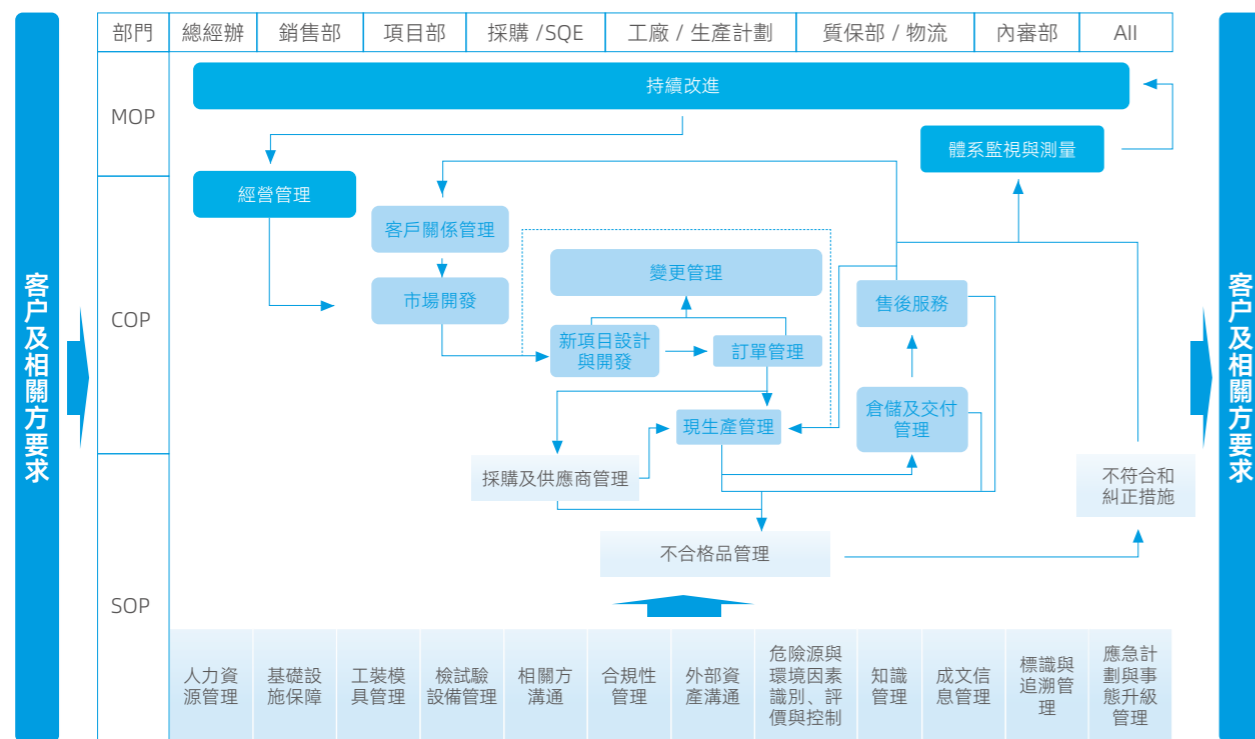 客户及相關方要求
部門
總經辦
銷售部
項目部
採購 /SQE
工廠 / 生產計劃
質保部 / 物流
內審部
All
MOP
持續改進
體系監視與測量
經營管理
COP
客戶關係管理
市場開發
變更管理
新項目設計
與開發
訂單管理
售後服務
現生產管理
倉儲及交付
管理
SOP
採購及供應商管理
不符合和
糾正措施
不合格品管理
人力資
源管理
基礎設
施保障
工裝模
具管理
檢試驗
設備管理
相關方
溝通
合規性
管理
外部資
產溝通
危險源與
環境因素
識別、評
價與控制
知識
管理
成文信
息管理
標識與
追溯管
理
應急計
劃與事
態升級
管理
客户及相關方要求